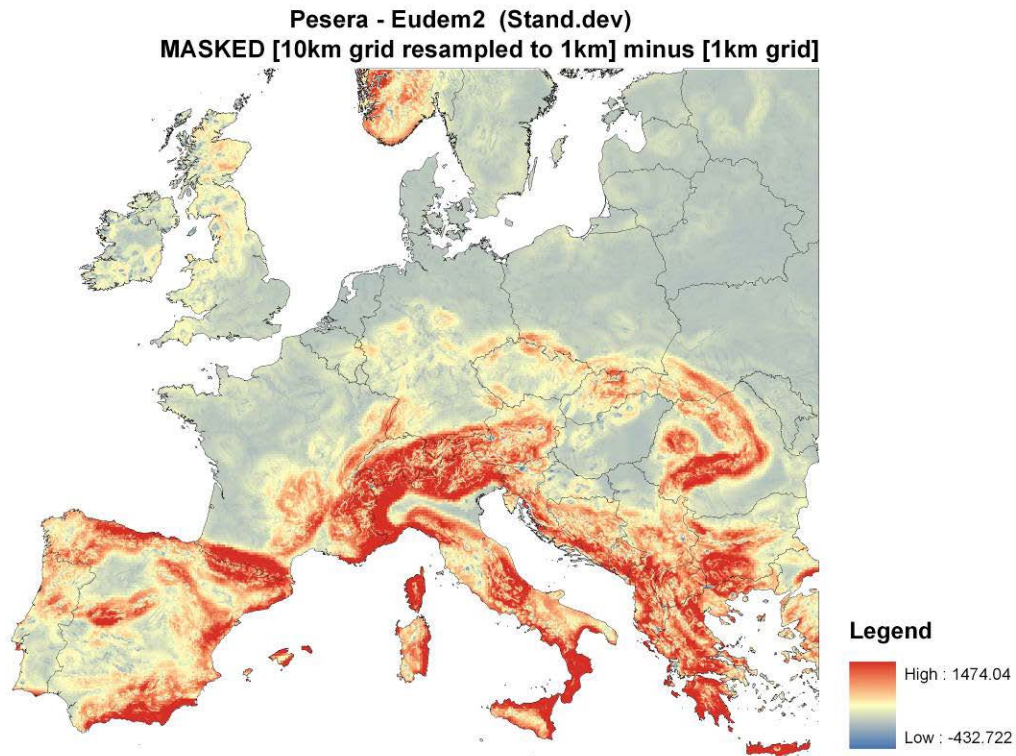 Pesera - Eudem2 (Stand.dev)
MASKED [10km grid resampled to 1km] minus [1km grid]
Legend
High : 1474.04
Low : -432.722